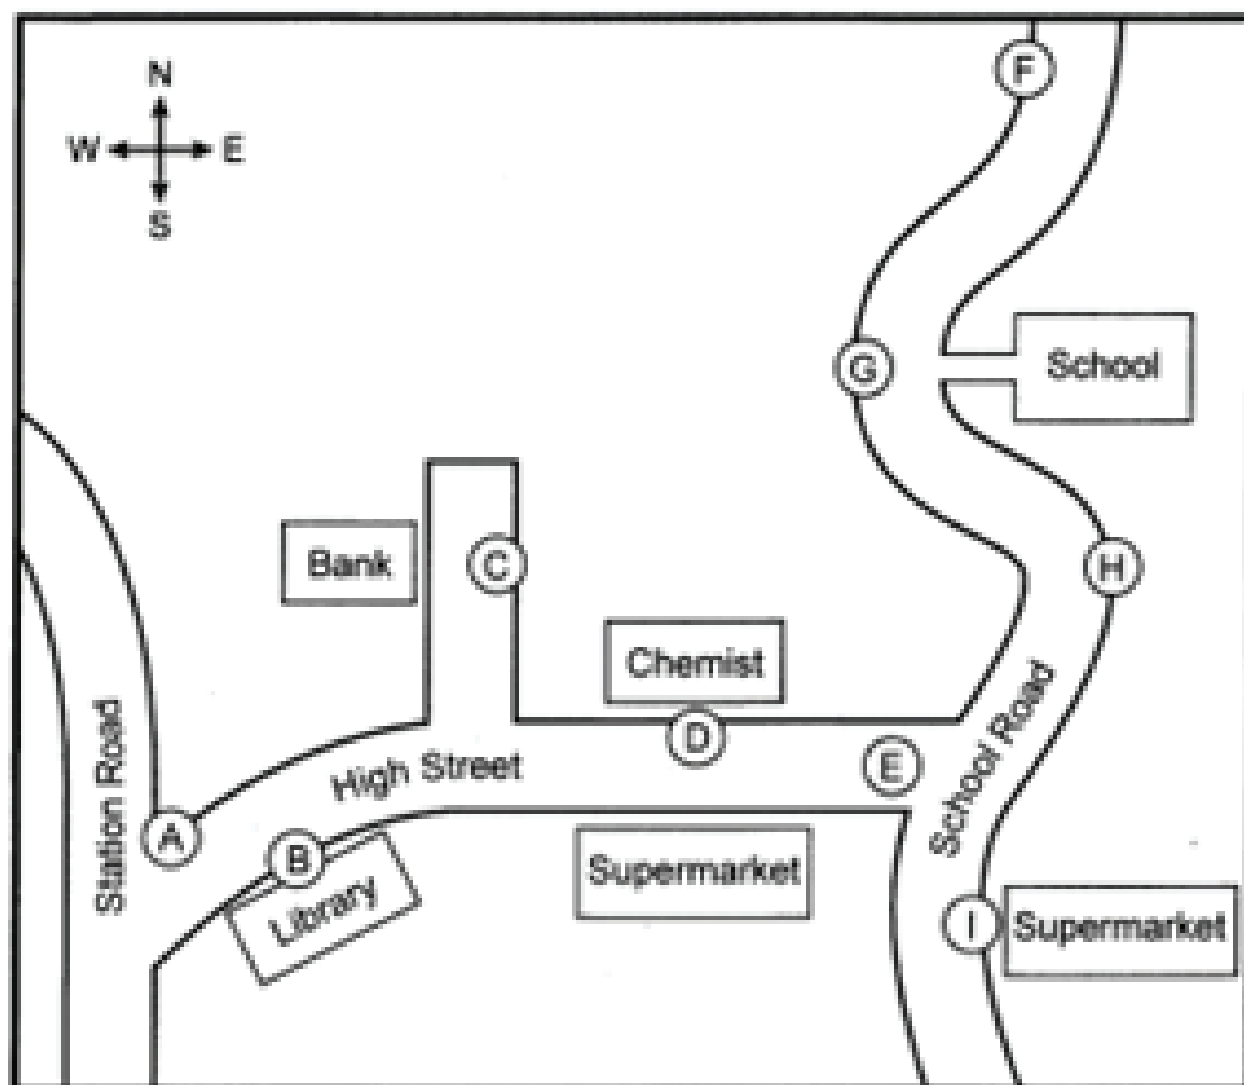 F
N
W E
S
G
School
Bank
C
H
Chemist
D
High Street
E
School Road
Station Road
A
B
Library
Supermarket
I
Supermarket